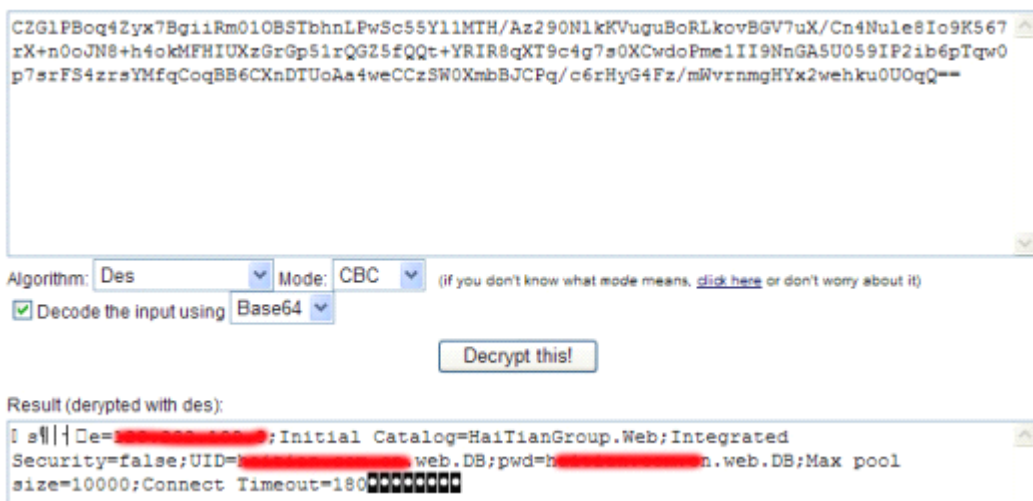 CZGlPBoq4Zyx7BgiiRm01OBSTbhnLPwSc55Yl1MTH/Az290NlkKVuguBoRLkovBGV7uX/Cn4Nule8Io9K567
rX+n0oJN8+h4okMFHIUXzGrGp51rQGZ5fQQt+YRIR8qXT9c4g7s0XCwdoPme1II9NnGA5U059IP2ib6pTqw0
p7srFS4zrsYMfqCoqBB6CXnDTUoAa4weCCzSW0XmbBJCPq/c6rHyG4Fz/mWvrnmgHYx2wehku0UOqQ==
Algorithm: Des Mode: CBC (if you don't know what mode means, click here or don't worry about it)
Decode the input using Base64
Decrypt this!
Result (derypted with des):
e= ;Initial Catalog=HaiTianGroup.Web;Integrated
Security=false;UID= web.DB;pwd=h n.web.DB;Max pool
size=10000;Connect Timeout=180